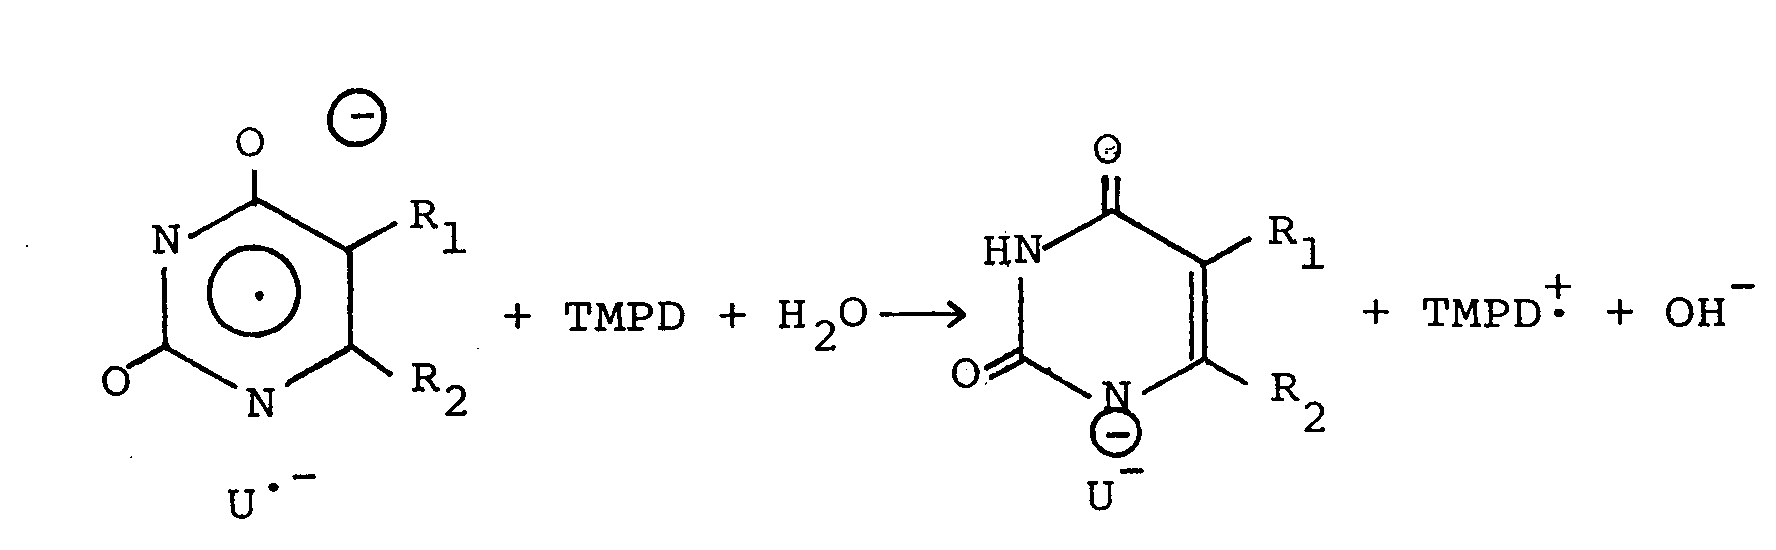 O ⊖
N R1
O N R2
U•−
+ TMPD + H2O →
O
HN R1
O N⊖ R2
U−
+ TMPD•+ + OH−